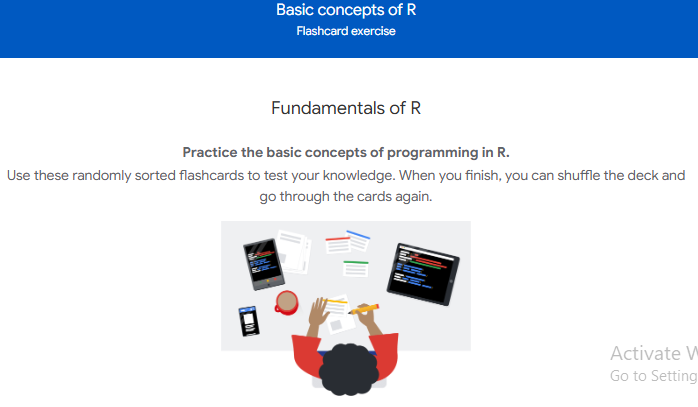 Basic concepts of R
Flashcard exercise
Fundamentals of R
Practice the basic concepts of programming in R.
Use these randomly sorted flashcards to test your knowledge. When you finish, you can shuffle the deck and
go through the cards again.
Activate W
Go to Setting